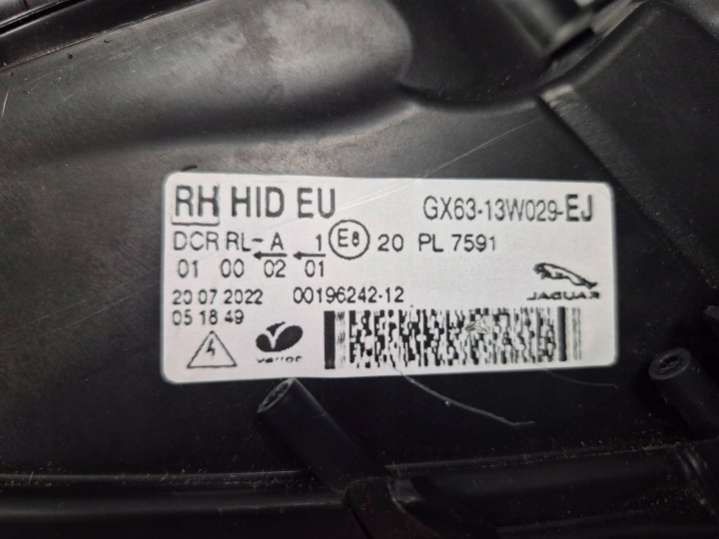 RH HID EU GX63-13W029-EJ
DCR RL-A 1 E8 20 PL 7591
01 00 02 01
20 07 2022 00196242-12
05 18 49
JAGUAR
Valeo